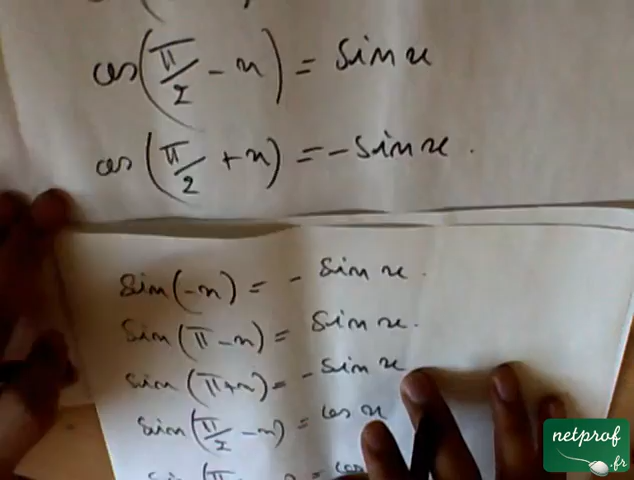 cos(π/2 - x) = sin x
cos(π/2 + x) = - sin x.
sin(-x) = - sin x.
sin(π - x) = sin x.
sin(π+x) = - sin x
sin(π/2 - x) = cos x
netprof
.fr